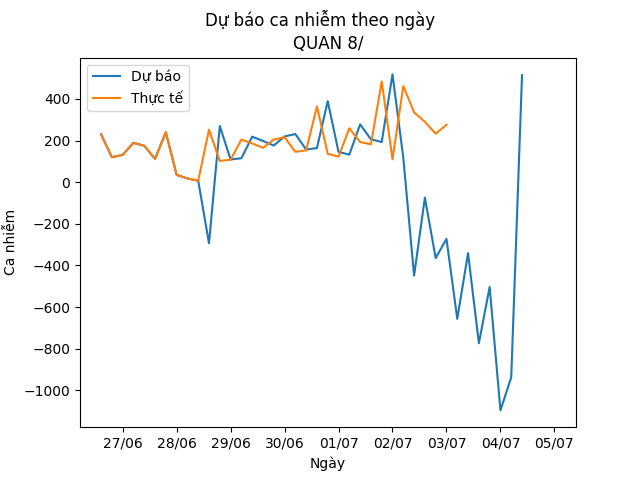 Dự báo ca nhiễm theo ngày
QUAN 8/
Dự báo
Thực tế
Ca nhiễm
400
200
0
−200
−400
−600
−800
−1000
27/06 28/06 29/06 30/06 01/07 02/07 03/07 04/07 05/07
Ngày